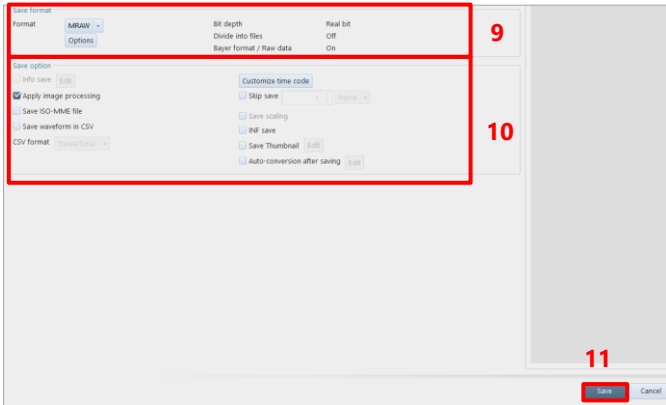 Save format
Format MRAW Bit depth Real bit
Options Divide into files Off
Bayer format / Raw data On
9
Save option
Info save Edit Customize time code
Apply image processing Skip save 1 frame
Save ISO-MME file Save scaling
Save waveform in CSV INF save
CSV format Save Thumbnail Edit
Auto-conversion after saving Edit
10
11
Save Cancel